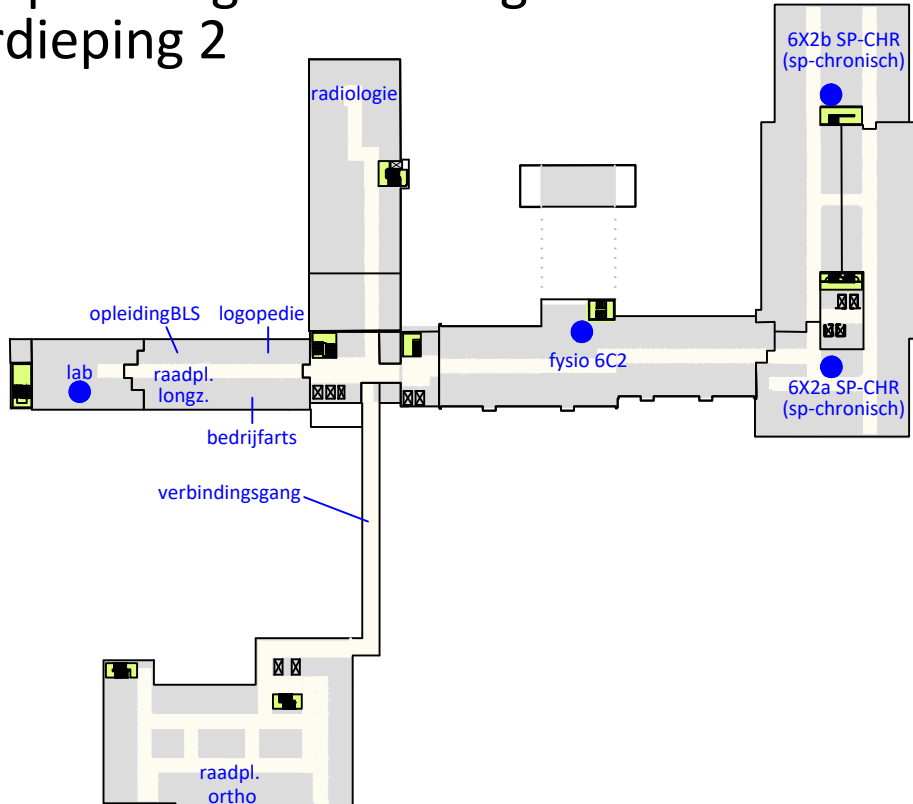 rdieping 2
6X2b SP-CHR
(sp-chronisch)
radiologie
opleidingBLS
logopedie
lab
raadpl.
longz.
fysio 6C2
6X2a SP-CHR
(sp-chronisch)
bedrijfarts
verbindingsgang
raadpl.
ortho